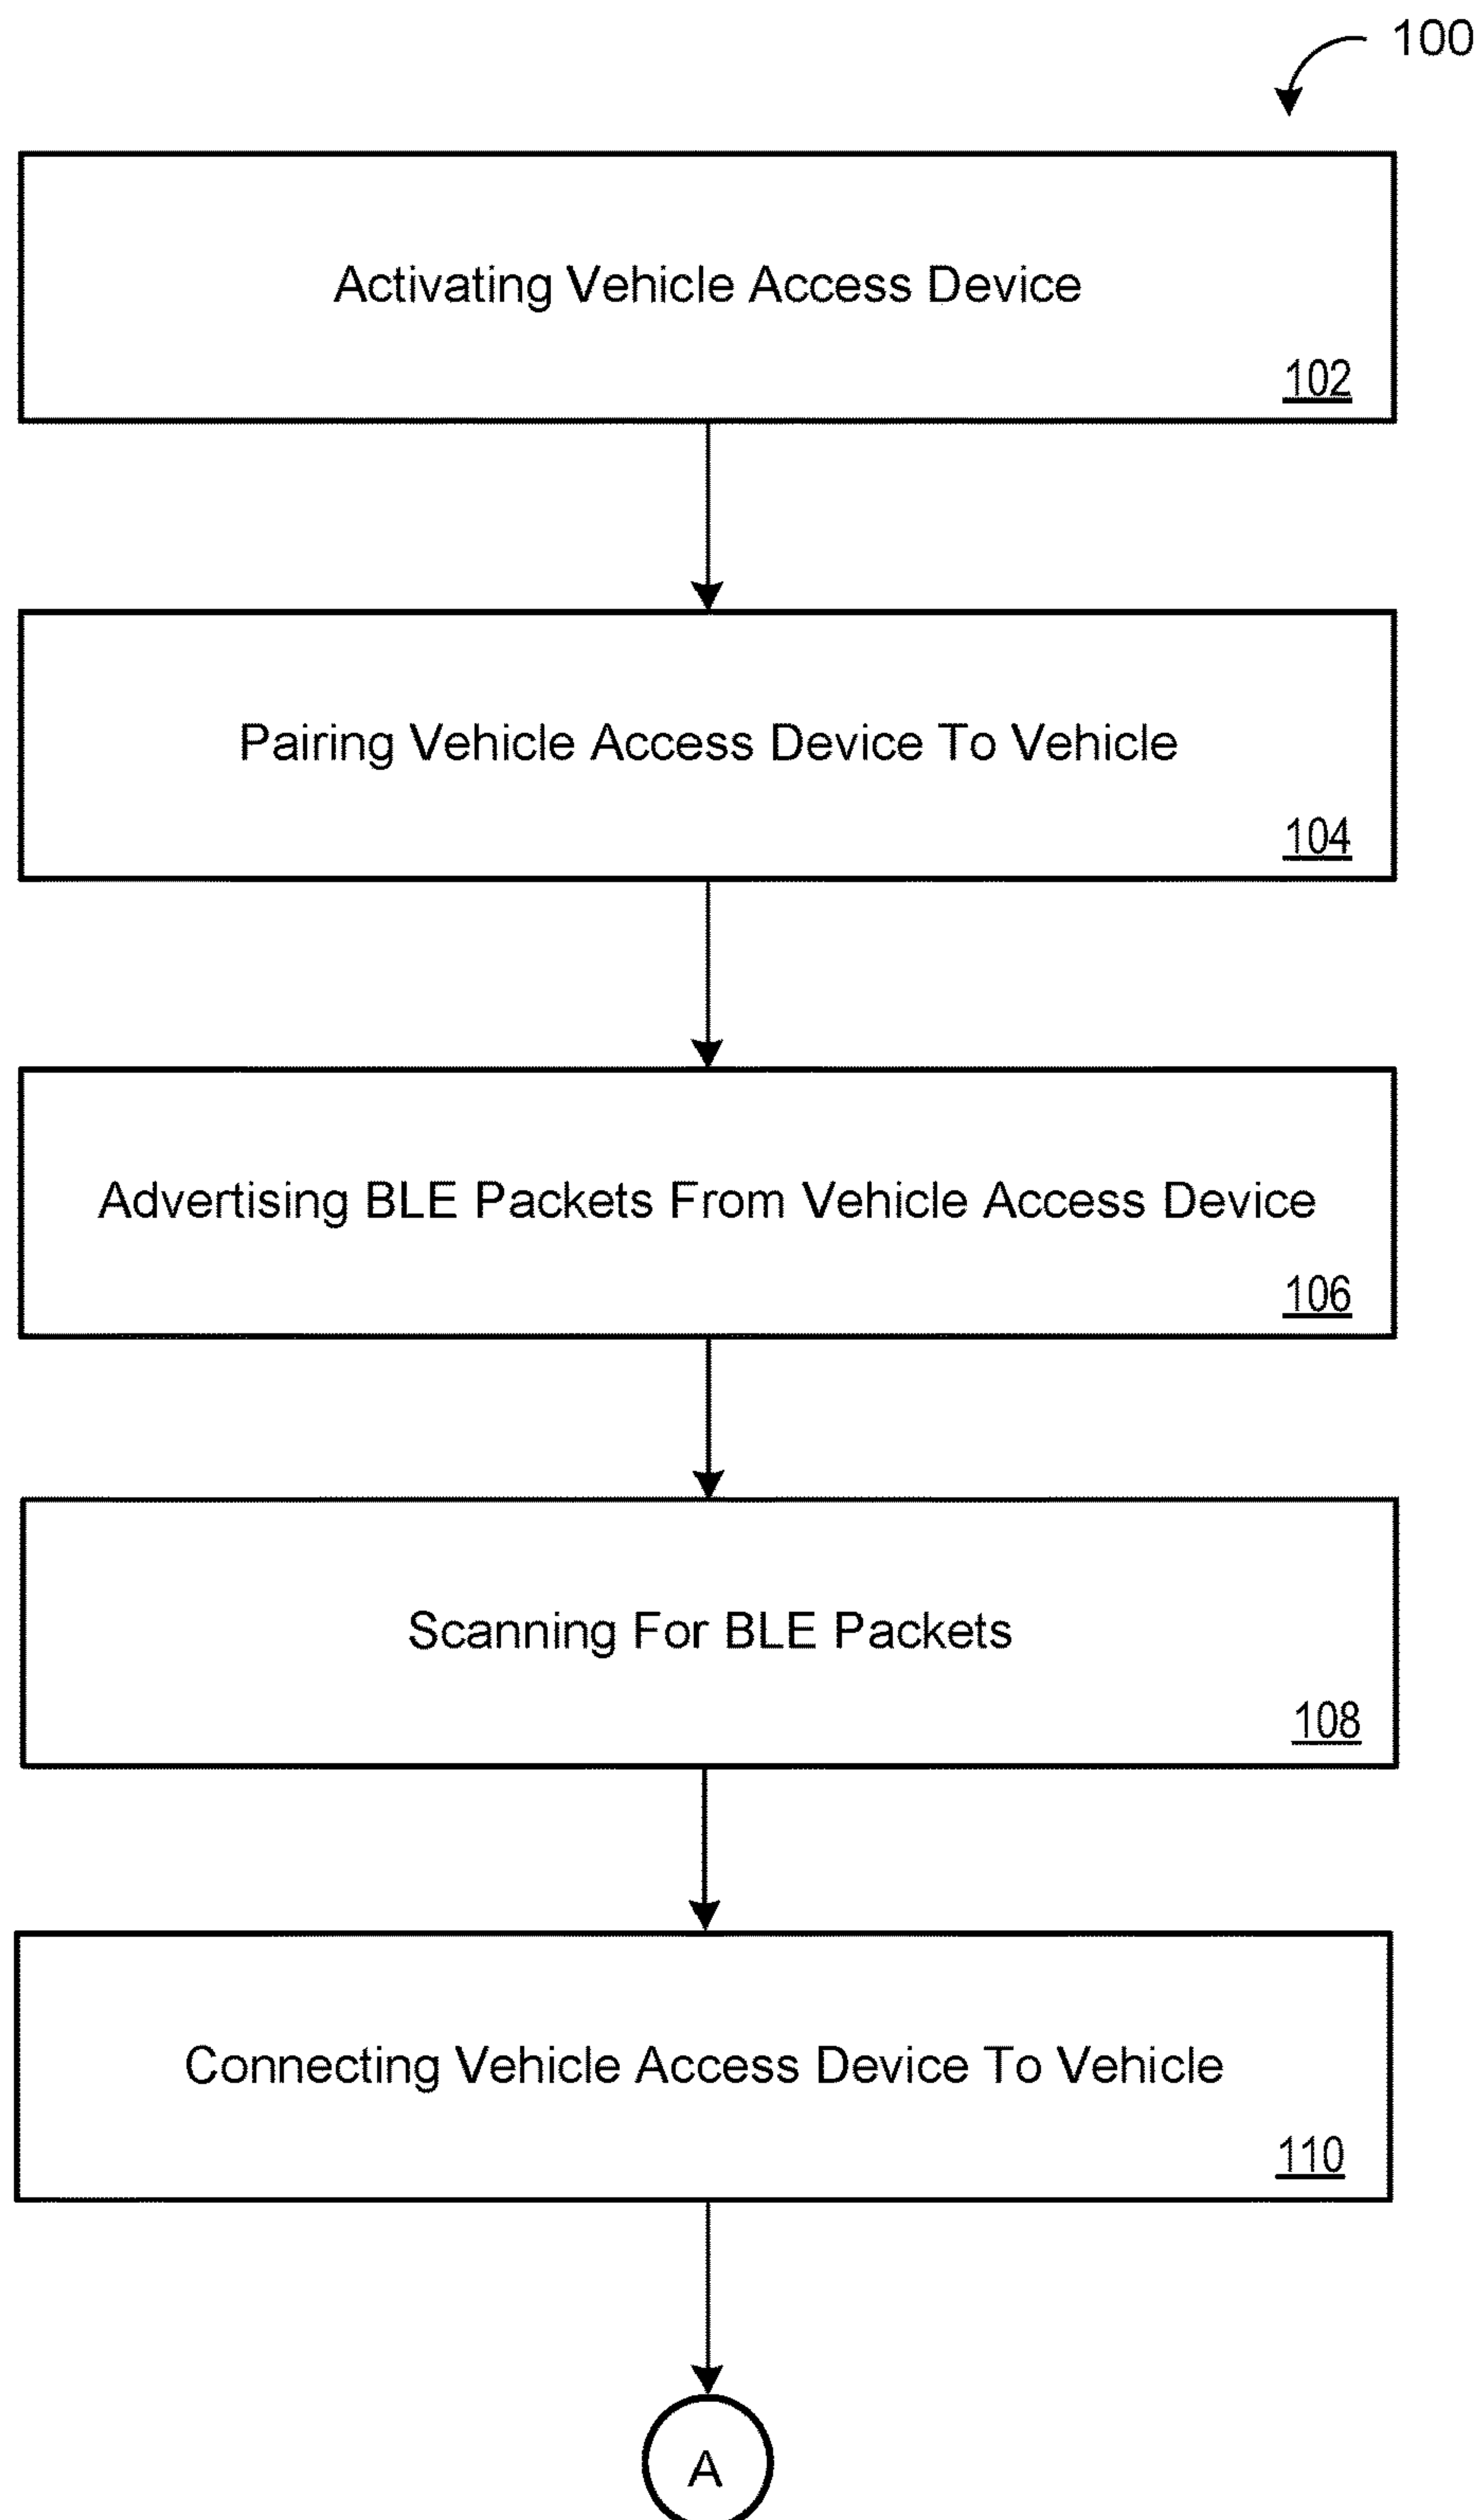 100
Activating Vehicle Access Device
102
Pairing Vehicle Access Device To Vehicle
104
Advertising BLE Packets From Vehicle Access Device
106
Scanning For BLE Packets
108
Connecting Vehicle Access Device To Vehicle
110
A